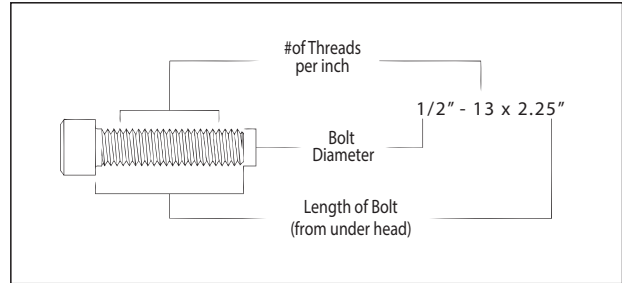 #of Threads
per inch
1/2” - 13 x 2.25”
Bolt
Diameter
Length of Bolt
(from under head)